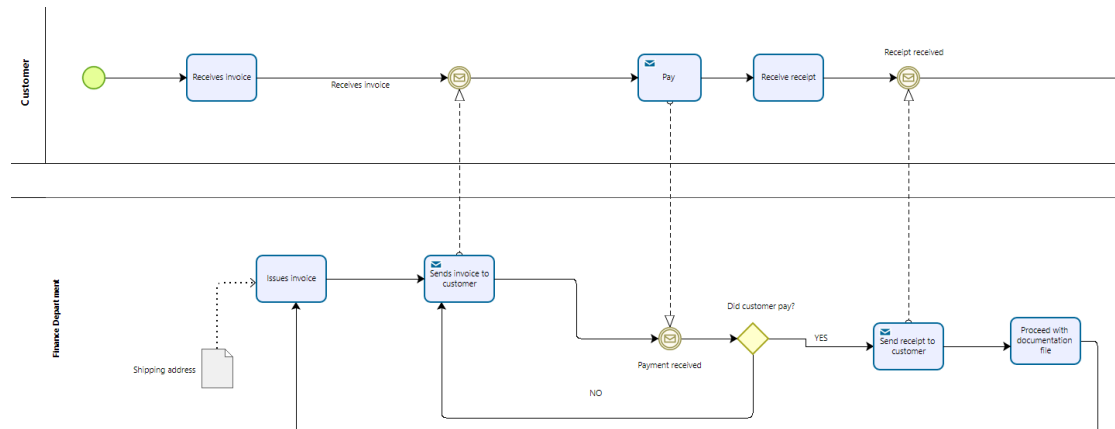 Customer
Receives invoice
Receives invoice
Pay
Receive receipt
Receipt received
Finance Department
Issues invoice
Shipping address
Sends invoice to
customer
Payment received
Did customer pay?
YES
NO
Send receipt to
customer
Proceed with
documentation
file